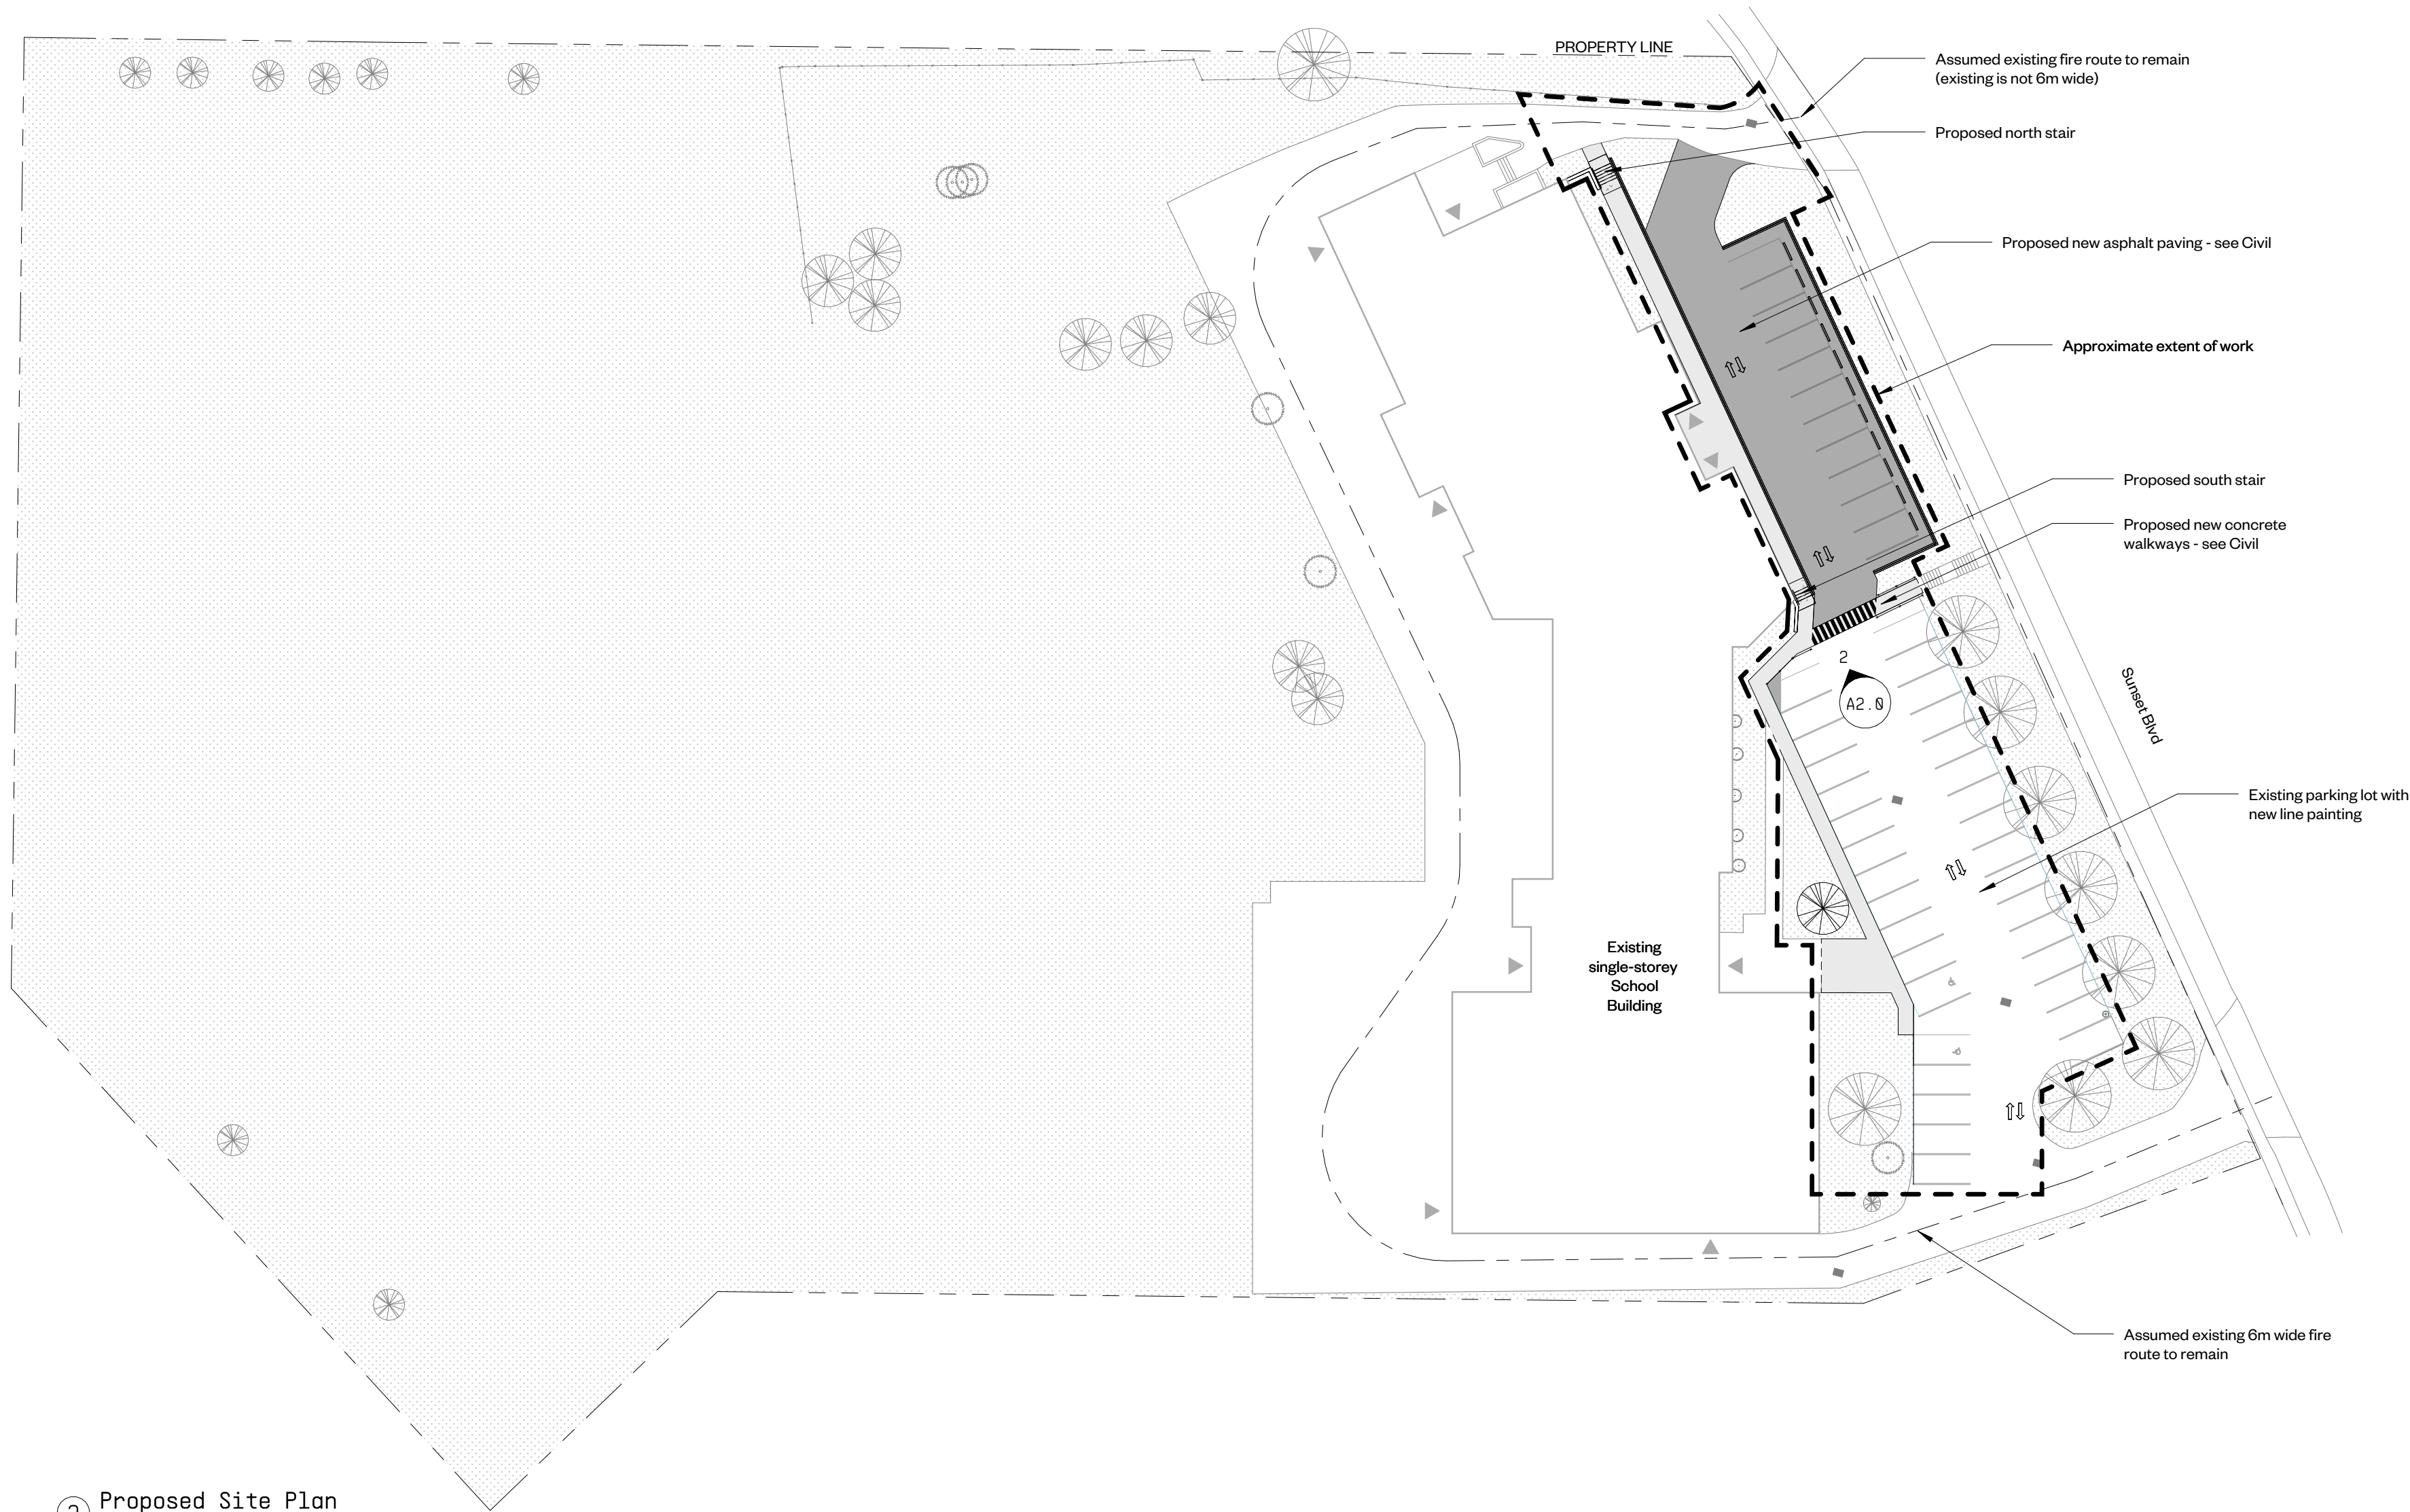 PROPERTY LINE
Assumed existing fire route to remain
(existing is not 6m wide)
Proposed north stair
Proposed new asphalt paving - see Civil
Approximate extent of work
Proposed south stair
Proposed new concrete
walkways - see Civil
2
A2.0
Sunset Blvd
Existing parking lot with
new line painting
Existing
single-storey
School
Building
Assumed existing 6m wide fire
route to remain
Proposed Site Plan